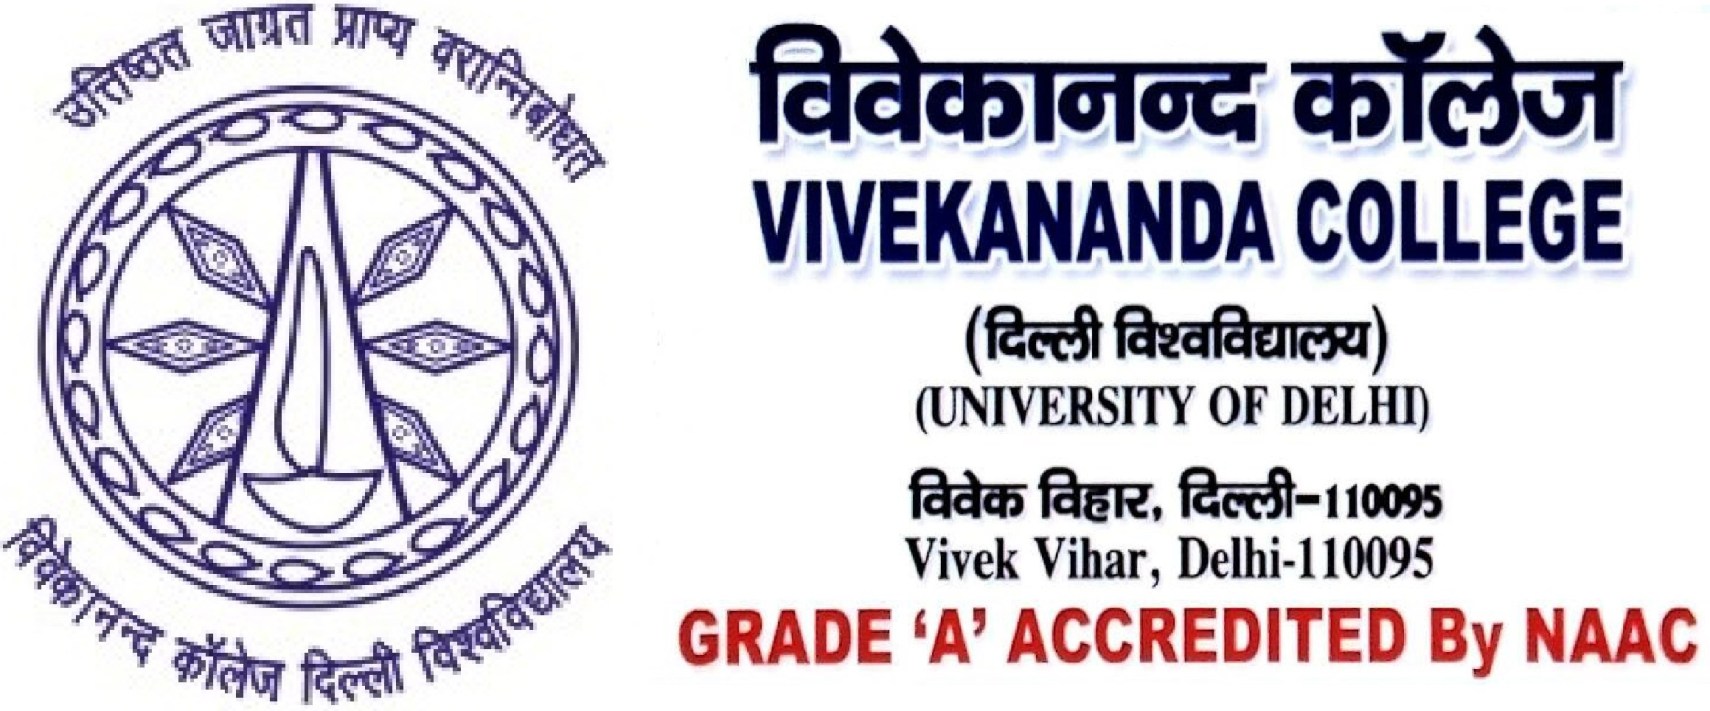 उत्तिष्ठत जाग्रत प्राप्य वरान्निबोधत
विवेकानन्द कॉलेज दिल्ली विश्वविद्यालय
विवेकानन्द कॉलेज
VIVEKANANDA COLLEGE
(दिल्ली विश्वविद्यालय)
(UNIVERSITY OF DELHI)
विवेक विहार, दिल्ली-110095
Vivek Vihar, Delhi-110095
GRADE ‘A’ ACCREDITED By NAAC